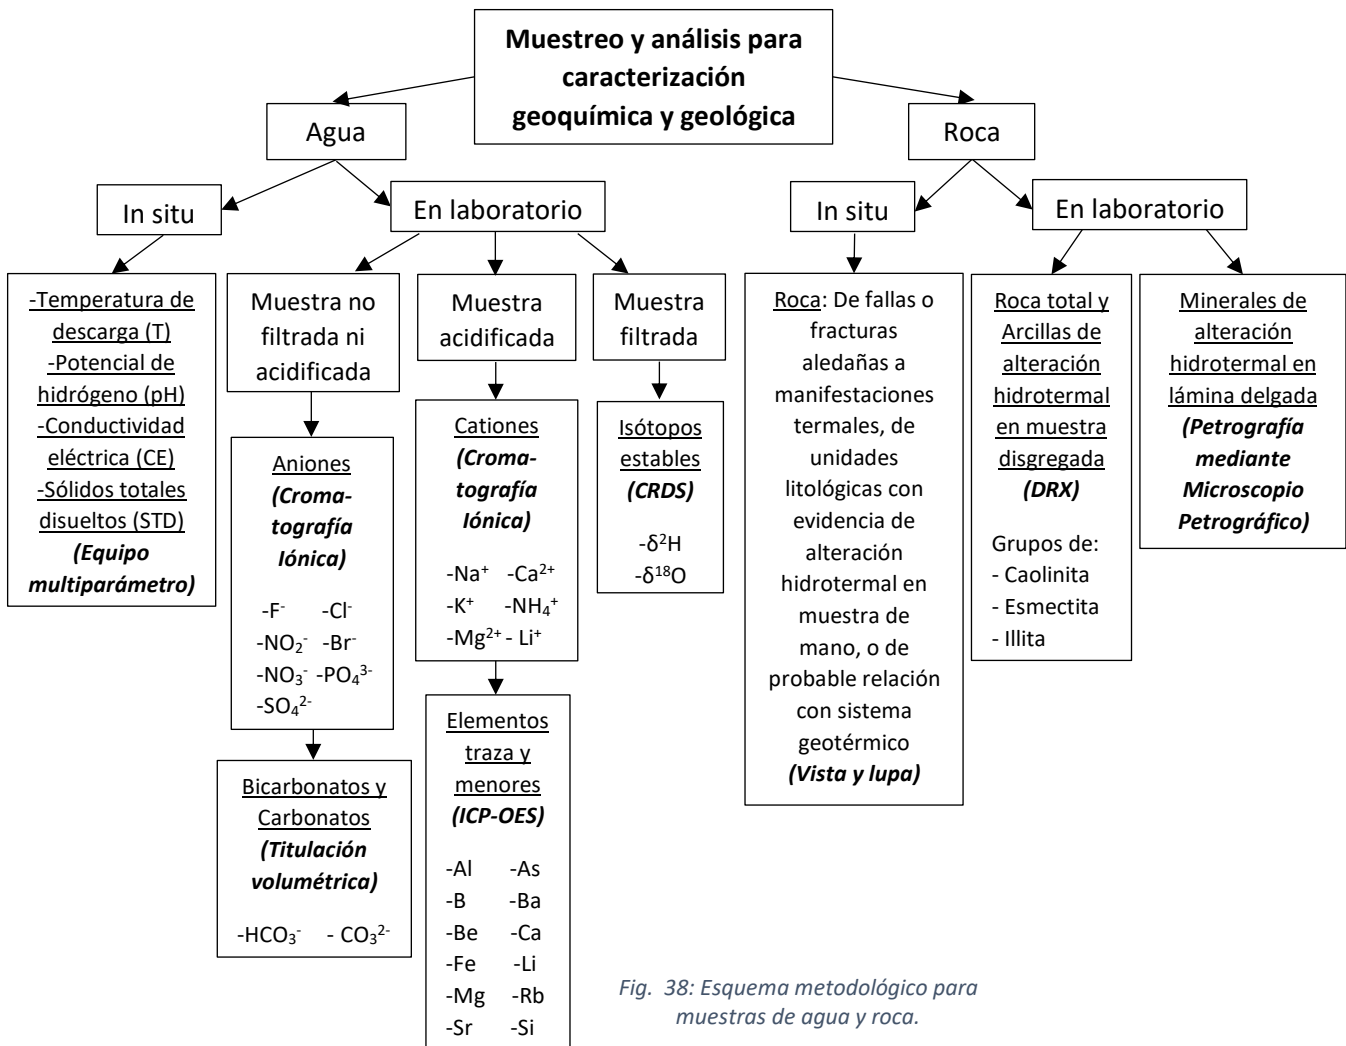 Muestreo y análisis para
caracterización
geoquímica y geológica
Agua
Roca
In situ
En laboratorio
In situ
En laboratorio
-Temperatura de
descarga (T)
-Potencial de
hidrógeno (pH)
-Conductividad
eléctrica (CE)
-Sólidos totales
disueltos (STD)
(Equipo
multiparámetro)
Muestra no
filtrada ni
acidificada
Muestra
acidificada
Muestra
filtrada
Aniones
(Croma-
tografía
Iónica)
-F⁻ -Cl⁻
-NO₂⁻ -Br⁻
-NO₃⁻ -PO₄³⁻
-SO₄²⁻
Bicarbonatos y
Carbonatos
(Titulación
volumétrica)
-HCO₃⁻ - CO₃²⁻
Cationes
(Croma-
tografía
Iónica)
-Na⁺ -Ca²⁺
-K⁺ -NH₄⁺
-Mg²⁺ - Li⁺
Elementos
traza y
menores
(ICP-OES)
-Al -As
-B -Ba
-Be -Ca
-Fe -Li
-Mg -Rb
-Sr -Si
Isótopos
estables
(CRDS)
-δ²H
-δ¹⁸O
Roca: De fallas o
fracturas
aledañas a
manifestaciones
termales, de
unidades
litológicas con
evidencia de
alteración
hidrotermal en
muestra de
mano, o de
probable relación
con sistema
geotérmico
(Vista y lupa)
Roca total y
Arcillas de
alteración
hidrotermal
en muestra
disgregada
(DRX)
Grupos de:
- Caolinita
- Esmectita
- Illita
Minerales de
alteración
hidrotermal en
lámina delgada
(Petrografía
mediante
Microscopio
Petrográfico)
Fig. 38: Esquema metodológico para
muestras de agua y roca.